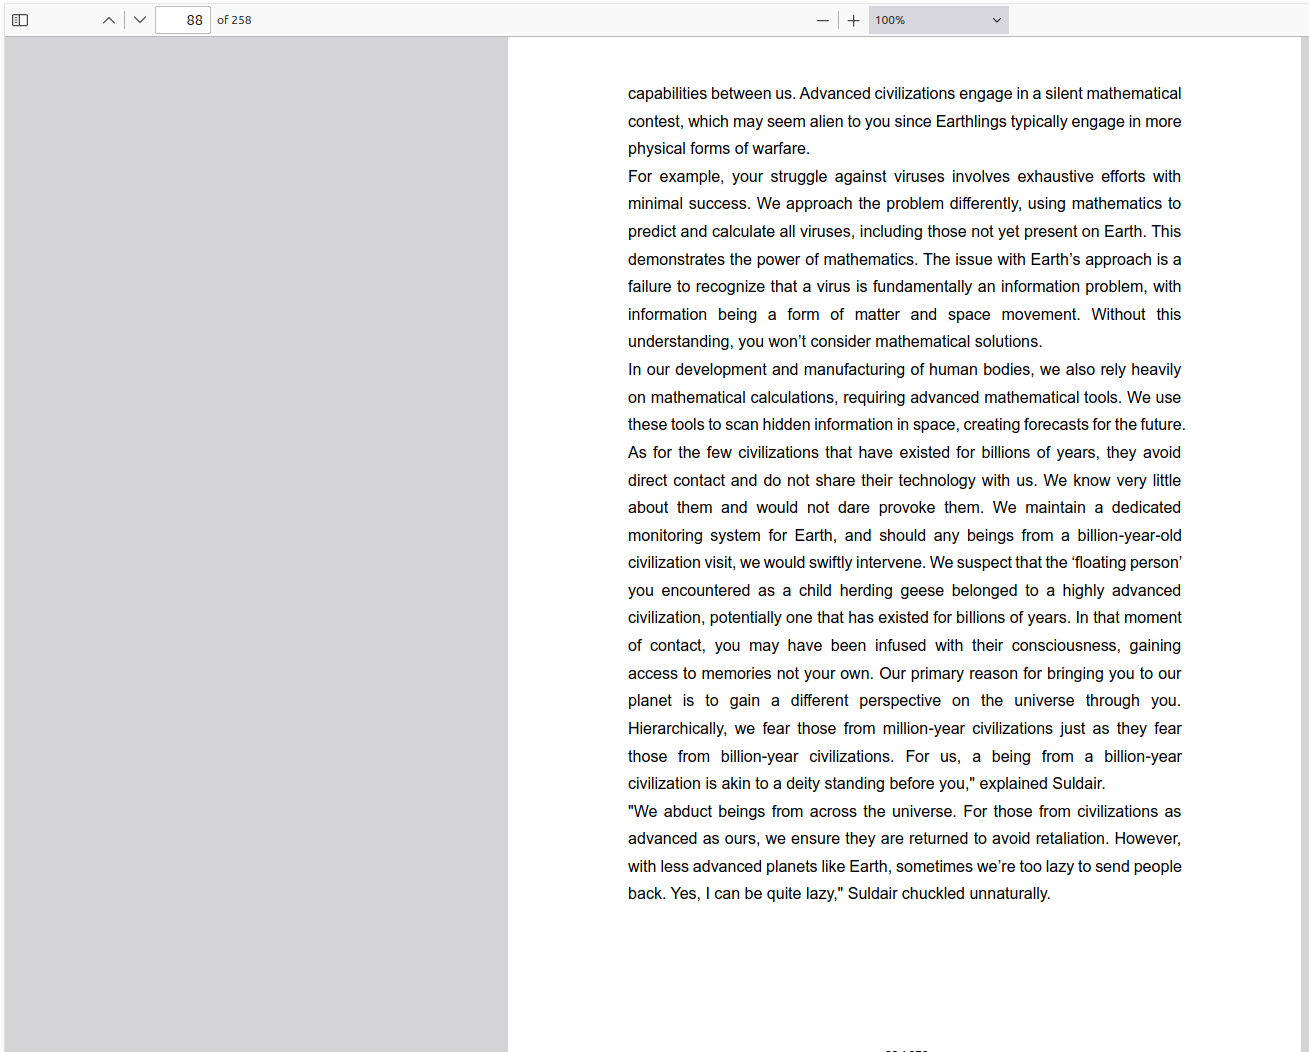 88 of 258 100%
capabilities between us. Advanced civilizations engage in a silent mathematical
contest, which may seem alien to you since Earthlings typically engage in more
physical forms of warfare.
For example, your struggle against viruses involves exhaustive efforts with
minimal success. We approach the problem differently, using mathematics to
predict and calculate all viruses, including those not yet present on Earth. This
demonstrates the power of mathematics. The issue with Earth’s approach is a
failure to recognize that a virus is fundamentally an information problem, with
information being a form of matter and space movement. Without this
understanding, you won’t consider mathematical solutions.
In our development and manufacturing of human bodies, we also rely heavily
on mathematical calculations, requiring advanced mathematical tools. We use
these tools to scan hidden information in space, creating forecasts for the future.
As for the few civilizations that have existed for billions of years, they avoid
direct contact and do not share their technology with us. We know very little
about them and would not dare provoke them. We maintain a dedicated
monitoring system for Earth, and should any beings from a billion-year-old
civilization visit, we would swiftly intervene. We suspect that the ‘floating person’
you encountered as a child herding geese belonged to a highly advanced
civilization, potentially one that has existed for billions of years. In that moment
of contact, you may have been infused with their consciousness, gaining
access to memories not your own. Our primary reason for bringing you to our
planet is to gain a different perspective on the universe through you.
Hierarchically, we fear those from million-year civilizations just as they fear
those from billion-year civilizations. For us, a being from a billion-year
civilization is akin to a deity standing before you," explained Suldair.
"We abduct beings from across the universe. For those from civilizations as
advanced as ours, we ensure they are returned to avoid retaliation. However,
with less advanced planets like Earth, sometimes we’re too lazy to send people
back. Yes, I can be quite lazy," Suldair chuckled unnaturally.